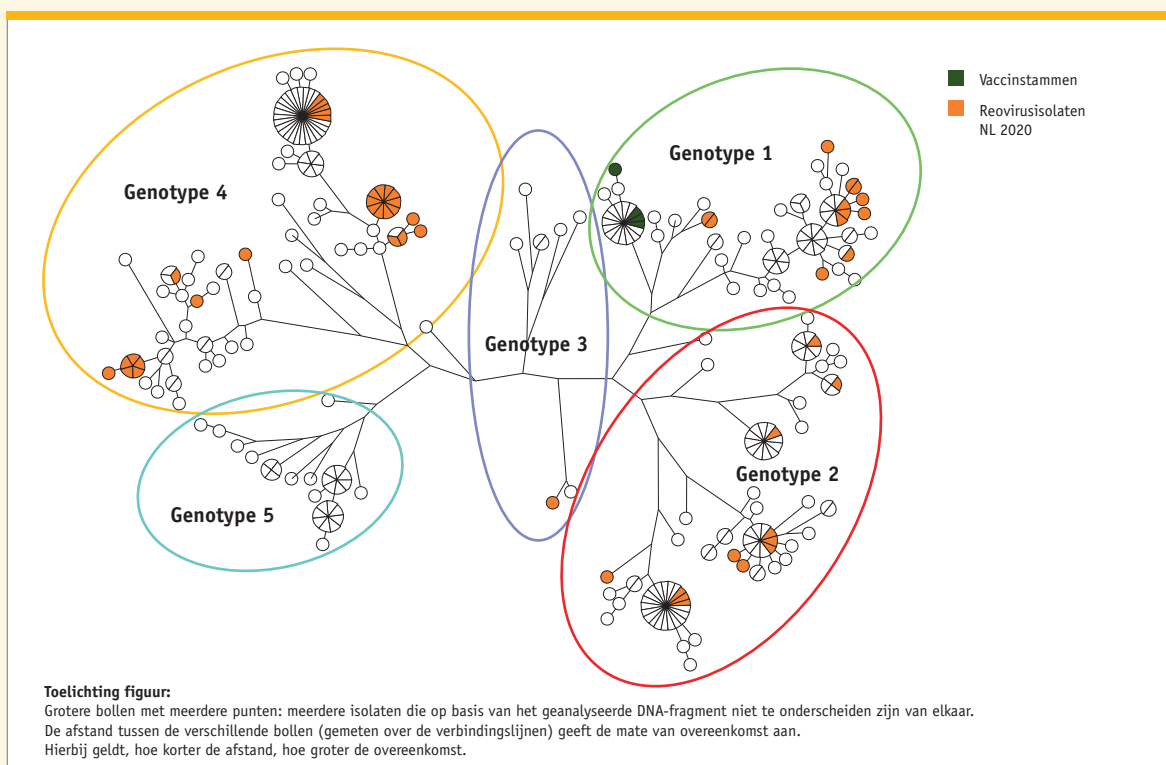 Vaccinstammen
Reovirusisolaten
NL 2020
Genotype 1
Genotype 4
Genotype 3
Genotype 2
Genotype 5
Toelichting figuur:
Grotere bollen met meerdere punten: meerdere isolaten die op basis van het geanalyseerde DNA-fragment niet te onderscheiden zijn van elkaar.
De afstand tussen de verschillende bollen (gemeten over de verbindingslijnen) geeft de mate van overeenkomst aan.
Hierbij geldt, hoe korter de afstand, hoe groter de overeenkomst.